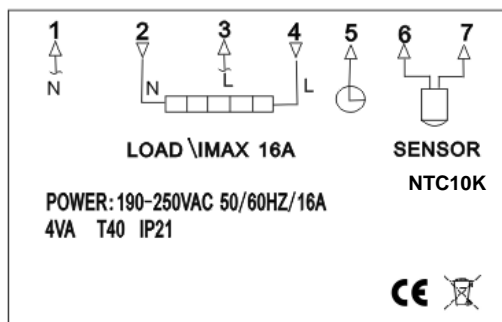 1 2 3 4 5 6 7
N N L L
LOAD \IMAX 16A SENSOR
NTC10K
POWER: 190-250VAC 50/60HZ/16A
4VA T40 IP21
CE